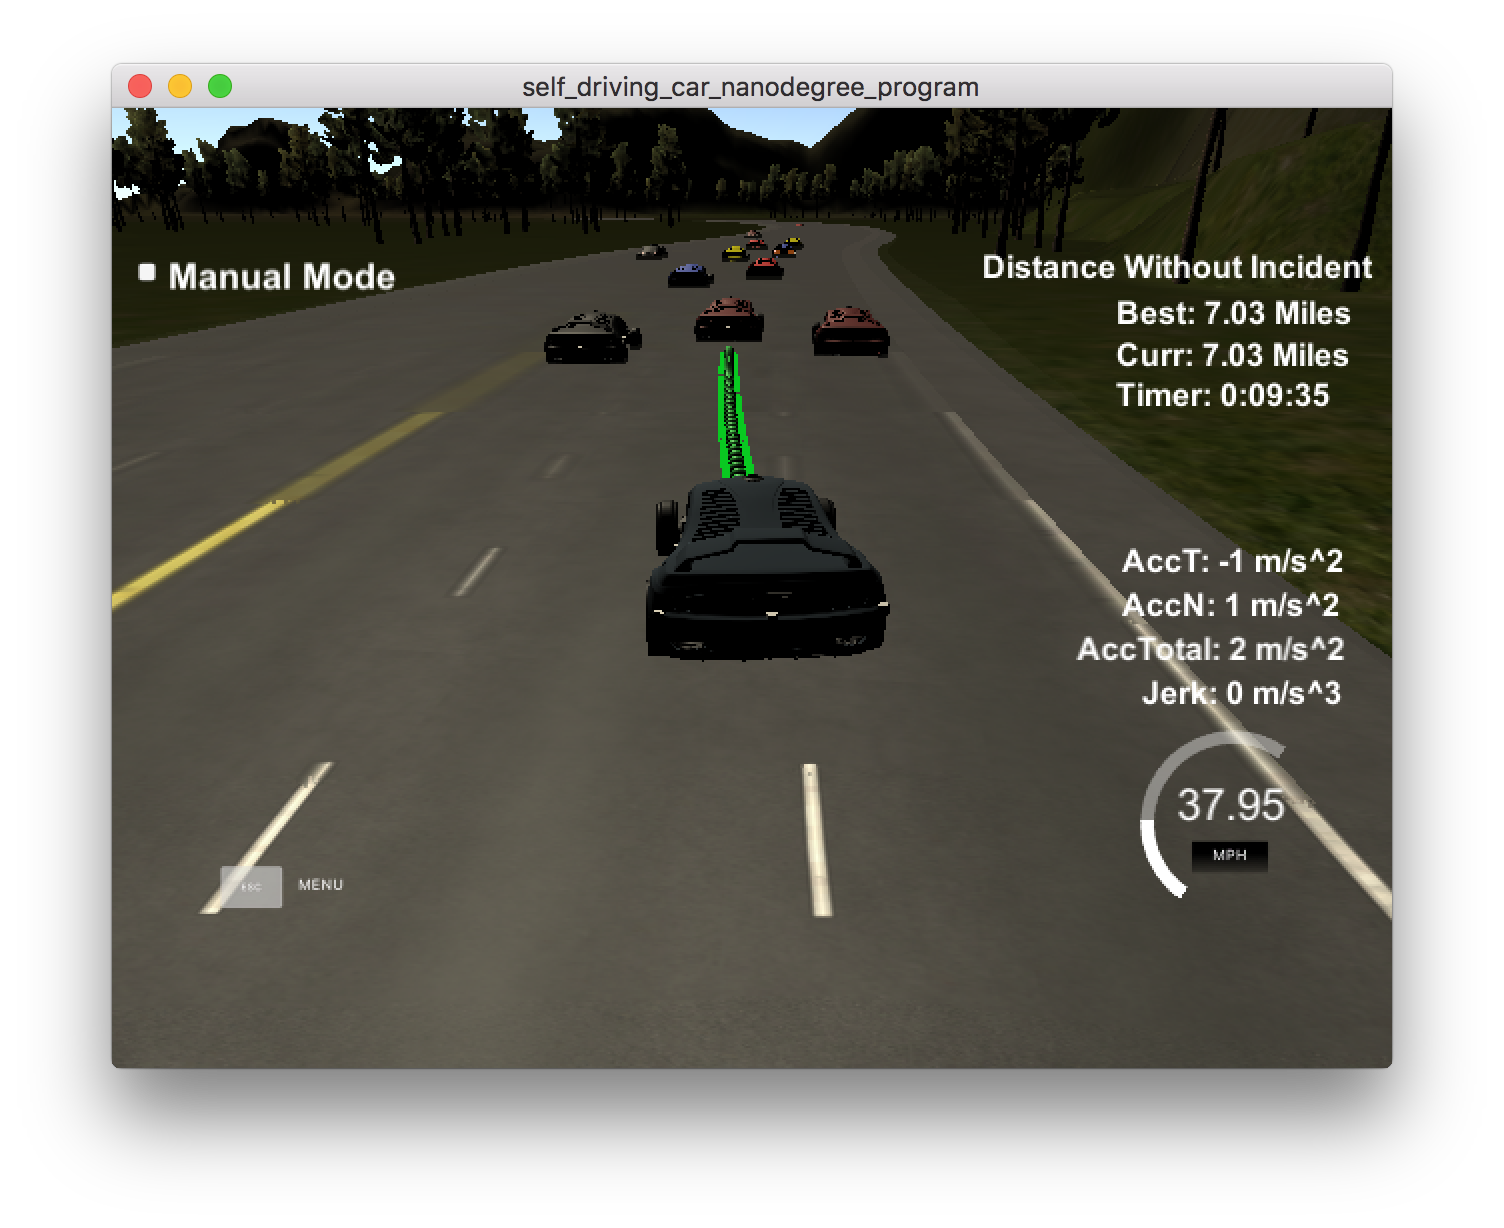 self_driving_car_nanodegree_program
Manual Mode
Distance Without Incident
Best: 7.03 Miles
Curr: 7.03 Miles
Timer: 0:09:35
AccT: -1 m/s^2
AccN: 1 m/s^2
AccTotal: 2 m/s^2
Jerk: 0 m/s^3
37.95
MPH
ESC MENU